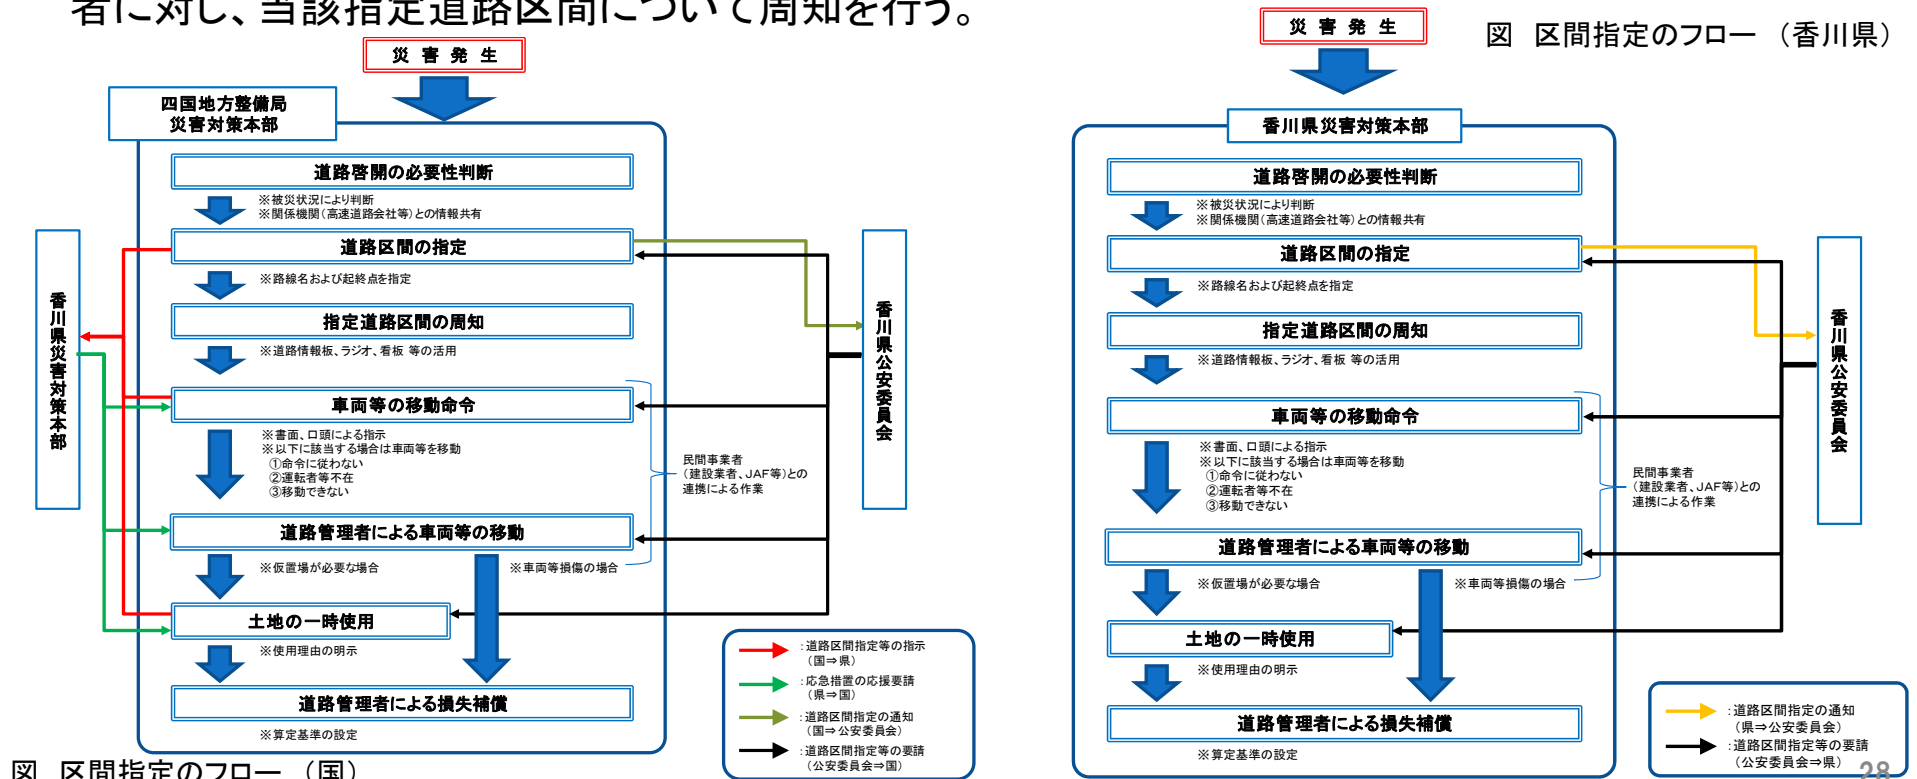 者に対し、当該指定道路区間について周知を行う。
災 害 発 生
四国地方整備局
災害対策本部
道路啓開の必要性判断
※被災状況により判断
※関係機関(高速道路会社等)との情報共有
道路区間の指定
※路線名および起終点を指定
指定道路区間の周知
※道路情報板、ラジオ、看板 等の活用
車両等の移動命令
※書面、口頭による指示
※以下に該当する場合は車両等を移動
①命令に従わない
②運転者等不在
③移動できない
民間事業者
(建設業者、JAF等)との
連携による作業
道路管理者による車両等の移動
※仮置場が必要な場合
※車両等損傷の場合
土地の一時使用
※使用理由の明示
道路管理者による損失補償
※算定基準の設定
香川県災害対策本部
香川県公安委員会
:道路区間指定等の指示
(国⇒県)
:応急措置の応援要請
(県⇒国)
:道路区間指定の通知
(国⇒公安委員会)
:道路区間指定等の要請
(公安委員会⇒国)
図 区間指定のフロー (国)
図 区間指定のフロー (香川県)
災 害 発 生
香川県災害対策本部
道路啓開の必要性判断
※被災状況により判断
※関係機関(高速道路会社等)との情報共有
道路区間の指定
※路線名および起終点を指定
指定道路区間の周知
※道路情報板、ラジオ、看板 等の活用
車両等の移動命令
※書面、口頭による指示
※以下に該当する場合は車両等を移動
①命令に従わない
②運転者等不在
③移動できない
民間事業者
(建設業者、JAF等)との
連携による作業
道路管理者による車両等の移動
※仮置場が必要な場合
※車両等損傷の場合
土地の一時使用
※使用理由の明示
道路管理者による損失補償
※算定基準の設定
香川県公安委員会
:道路区間指定の通知
(県⇒公安委員会)
:道路区間指定等の要請
(公安委員会⇒県)
28